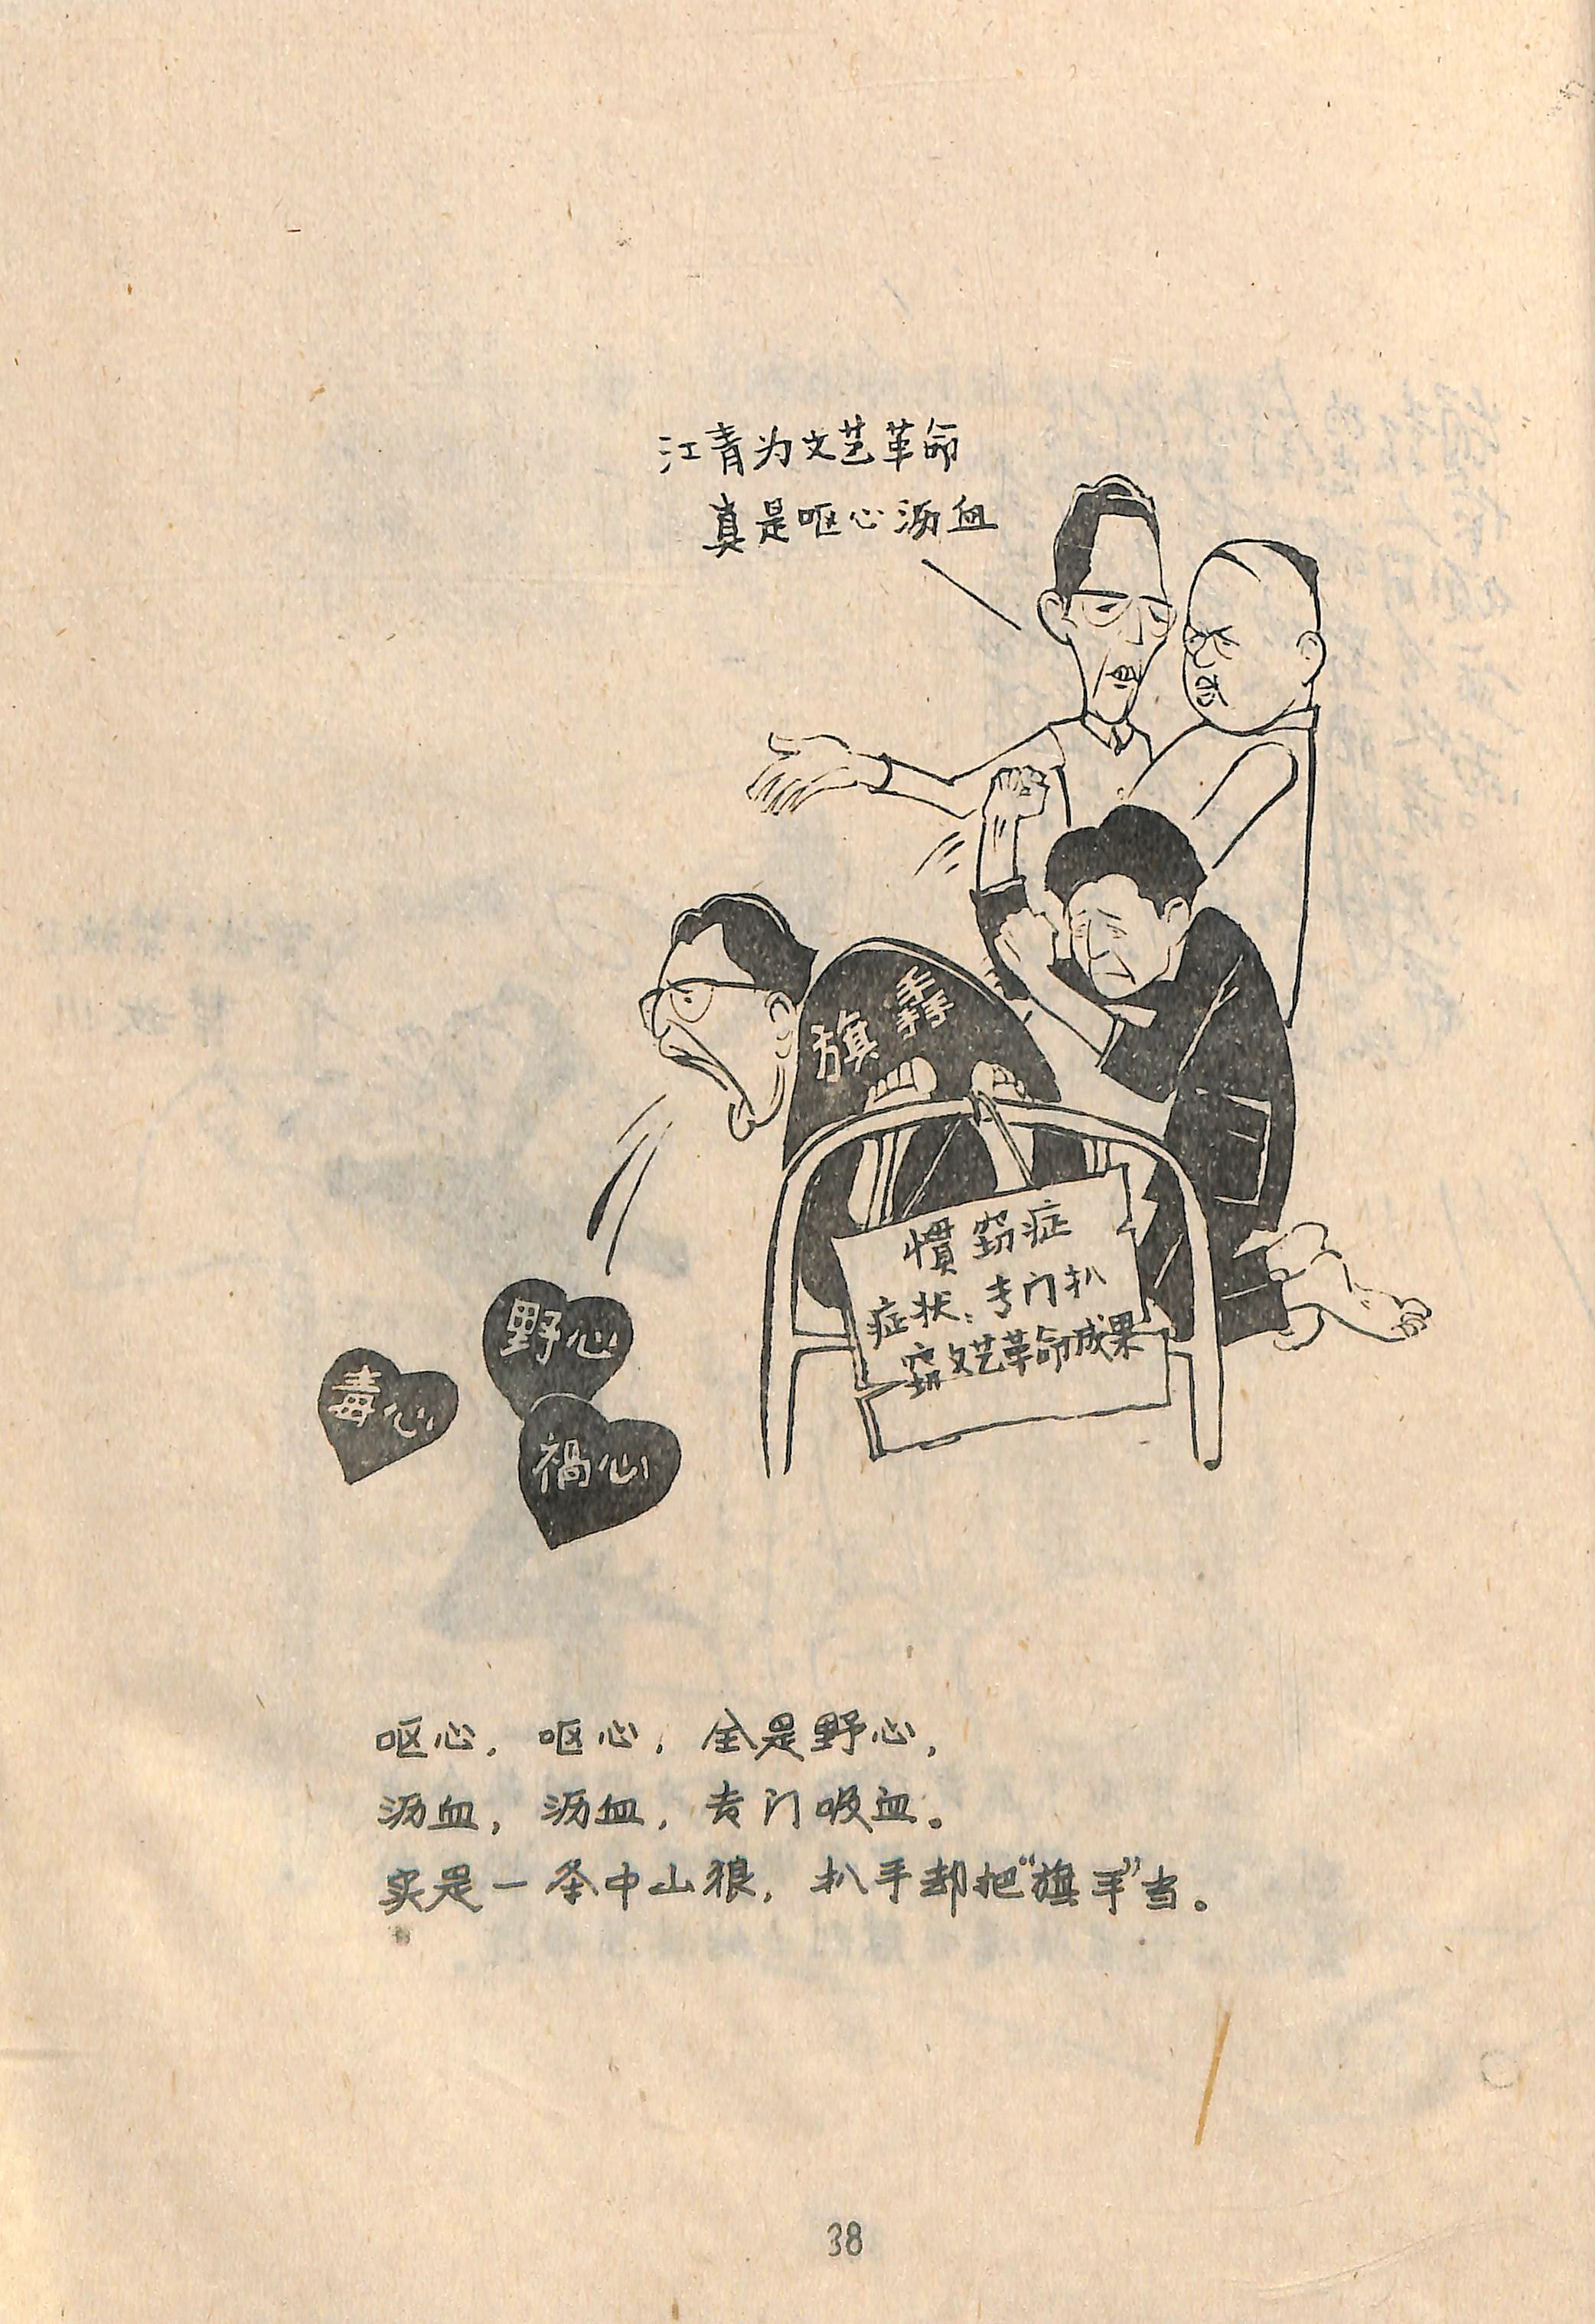 江青为文艺革命
真是呕心沥血
旗手
惯窃症
症状：专门扒
窃文艺革命成果
野心
毒心
祸心
呕心，呕心，全是野心，
沥血，沥血，专门吸血。
实是一条中山狼，扒手却把“旗手”当。
38